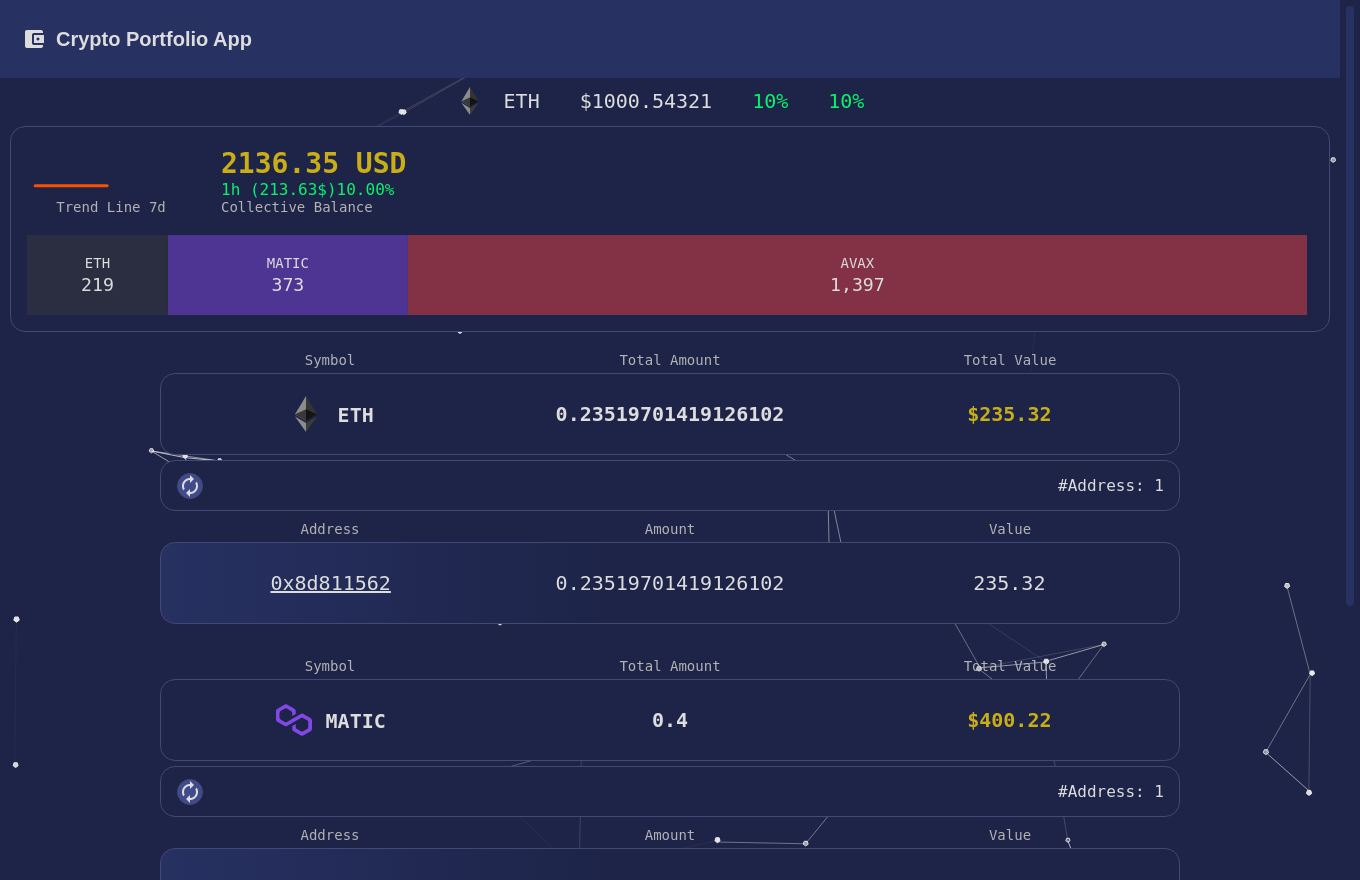 Crypto Portfolio App
ETH $1000.54321 10% 10%
2136.35 USD
1h (213.63$)10.00%
Trend Line 7d Collective Balance
ETH MATIC AVAX
219 373 1,397
Symbol Total Amount Total Value
ETH 0.23519701419126102 $235.32
#Address: 1
Address Amount Value
0x8d811562 0.23519701419126102 235.32
Symbol Total Amount Total Value
MATIC 0.4 $400.22
#Address: 1
Address Amount Value